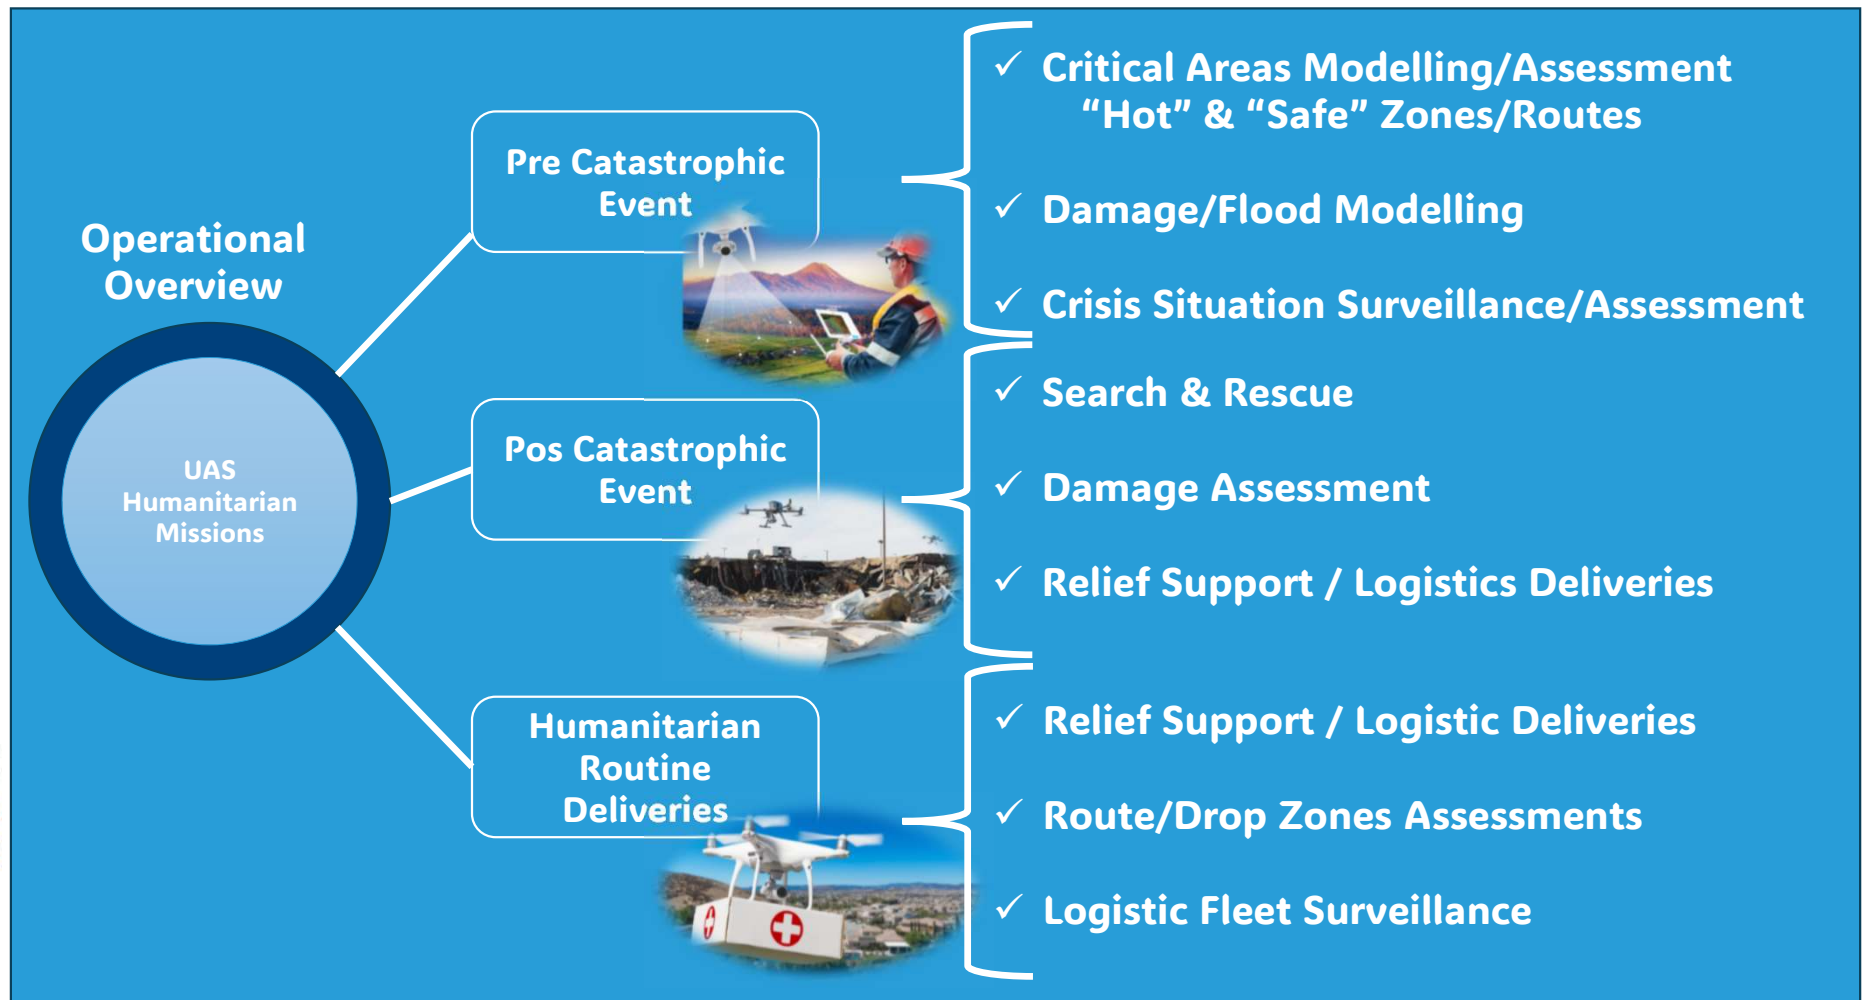 Operational
Overview
UAS
Humanitarian
Missions
Pre Catastrophic
Event
✓ Critical Areas Modelling/Assessment
“Hot” & “Safe” Zones/Routes
✓ Damage/Flood Modelling
✓ Crisis Situation Surveillance/Assessment
Pos Catastrophic
Event
✓ Search & Rescue
✓ Damage Assessment
✓ Relief Support / Logistics Deliveries
Humanitarian
Routine
Deliveries
✓ Relief Support / Logistic Deliveries
✓ Route/Drop Zones Assessments
✓ Logistic Fleet Surveillance